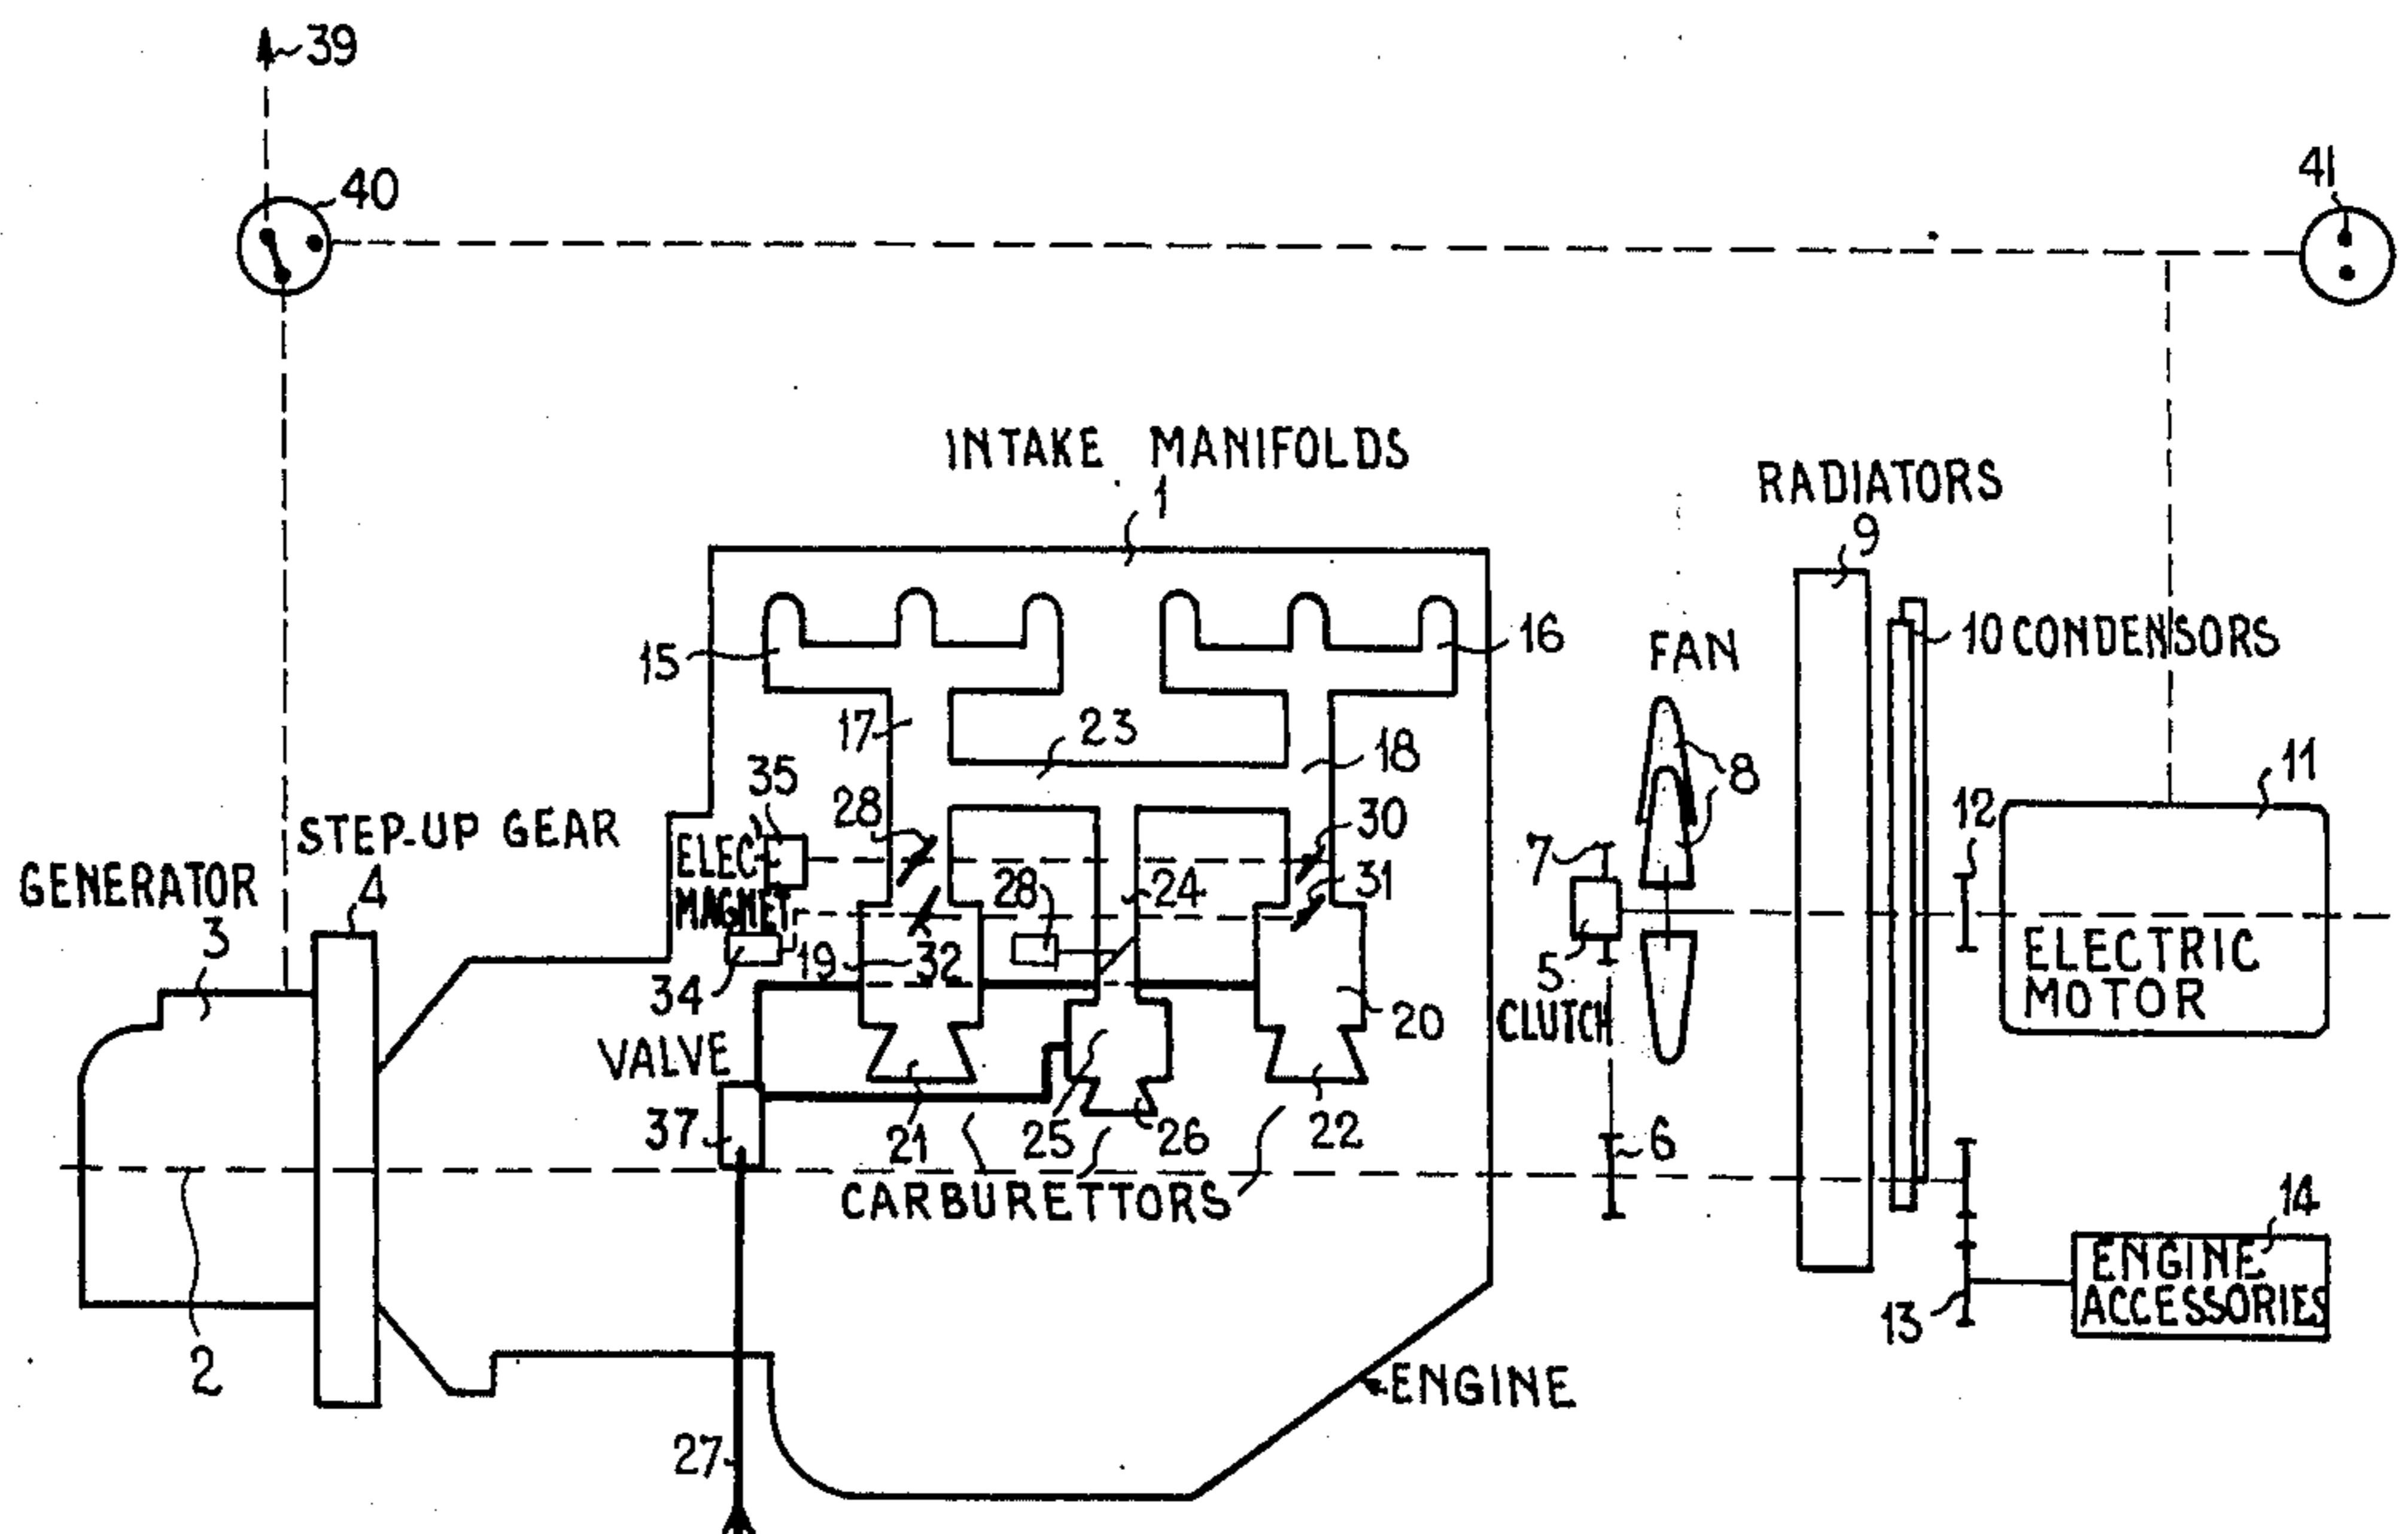 39
40
41
INTAKE MANIFOLDS
1
RADIATORS
9
15
16
FAN
10 CONDENSORS
17
23
18
8
11
35
28
30
12
STEP-UP GEAR
ELEC
MAGNET
7
GENERATOR
4
28
24
31
3
34
19
32
5
CLUTCH
20
ELECTRIC
MOTOR
VALVE
37
21
25
26
22
6
CARBURETTORS
14
ENGINE
ACCESSORIES
13
2
ENGINE
27